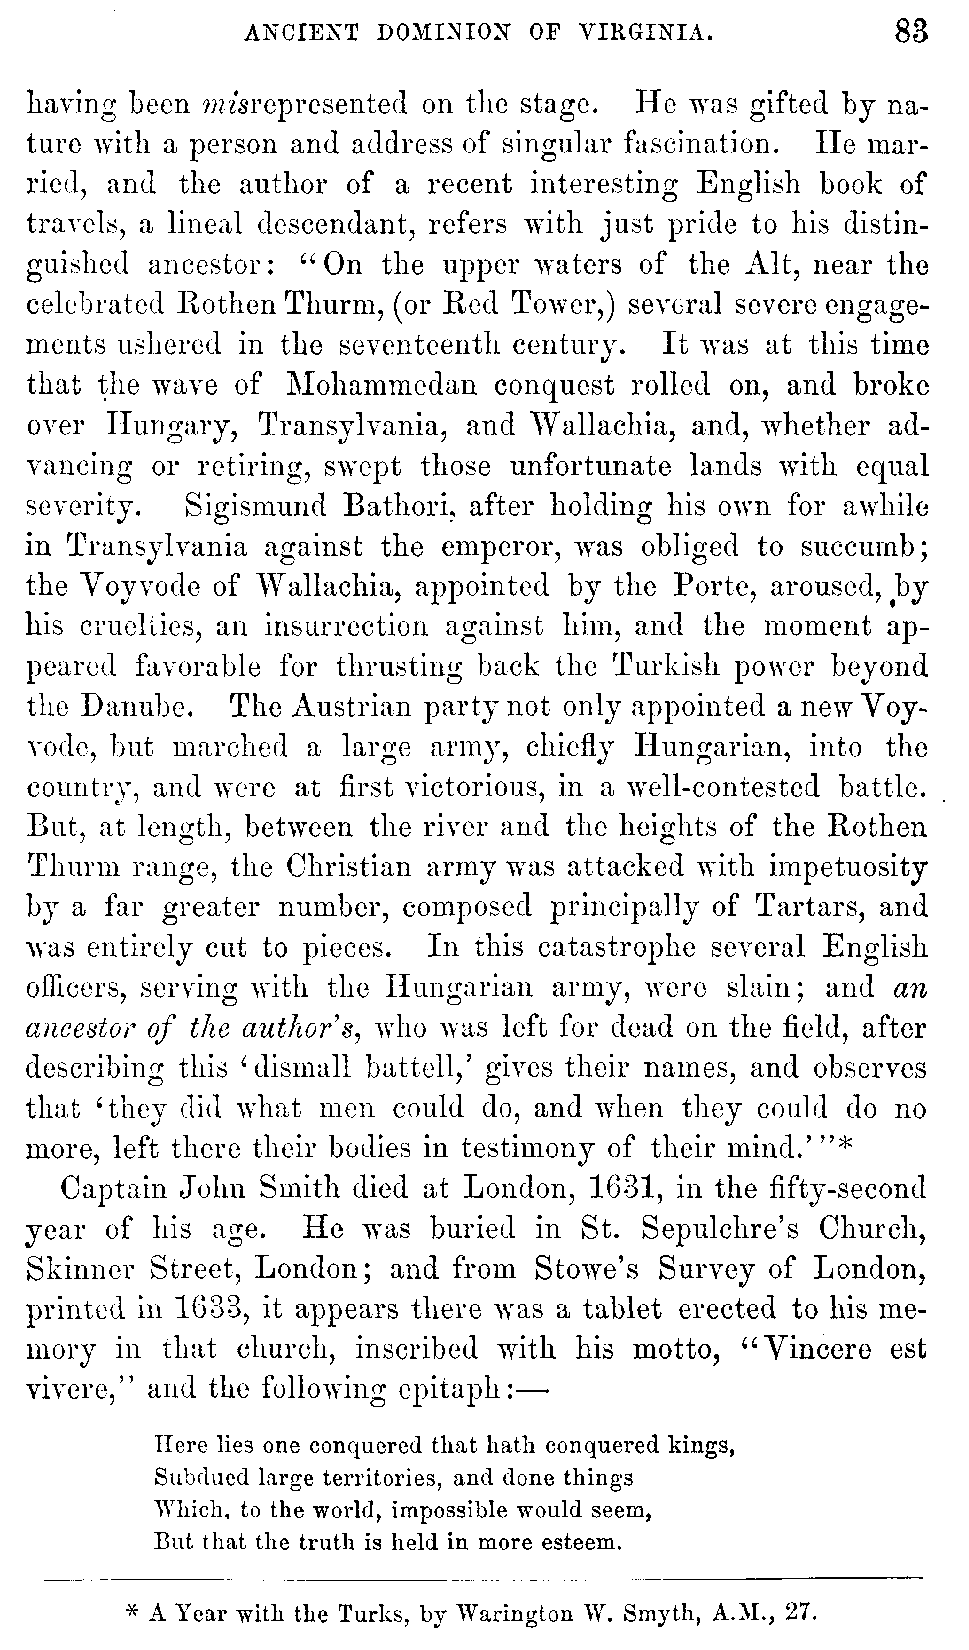 ANCIENT DOMINION OF VIRGINIA. 83
having been misrepresented on the stage. He was gifted by na-
ture with a person and address of singular fascination. He mar-
ried, and the author of a recent interesting English book of
travels, a lineal descendant, refers with just pride to his distin-
guished ancestor: "On the upper waters of the Alt, near the
celebrated Rothen Thurm, (or Red Tower,) several severe engage-
ments ushered in the seventeenth century. It was at this time
that the wave of Mohammedan conquest rolled on, and broke
over Hungary, Transylvania, and Wallachia, and, whether ad-
vancing or retiring, swept those unfortunate lands with equal
severity. Sigismund Bathori, after holding his own for awhile
in Transylvania against the emperor, was obliged to succumb;
the Voyvode of Wallachia, appointed by the Porte, aroused, by
his cruelties, an insurrection against him, and the moment ap-
peared favorable for thrusting back the Turkish power beyond
the Danube. The Austrian party not only appointed a new Voy-
vode, but marched a large army, chiefly Hungarian, into the
country, and were at first victorious, in a well-contested battle.
But, at length, between the river and the heights of the Rothen
Thurm range, the Christian army was attacked with impetuosity
by a far greater number, composed principally of Tartars, and
was entirely cut to pieces. In this catastrophe several English
officers, serving with the Hungarian army, were slain; and an
ancestor of the author's, who was left for dead on the field, after
describing this 'dismall battell,' gives their names, and observes
that 'they did what men could do, and when they could do no
more, left there their bodies in testimony of their mind.'"*
Captain John Smith died at London, 1631, in the fifty-second
year of his age. He was buried in St. Sepulchre's Church,
Skinner Street, London; and from Stowe's Survey of London,
printed in 1633, it appears there was a tablet erected to his me-
mory in that church, inscribed with his motto, "Vincere est
vivere," and the following epitaph:—
Here lies one conquered that hath conquered kings,
Subdued large territories, and done things
Which, to the world, impossible would seem,
But that the truth is held in more esteem.
* A Year with the Turks, by Warington W. Smyth, A.M., 27.